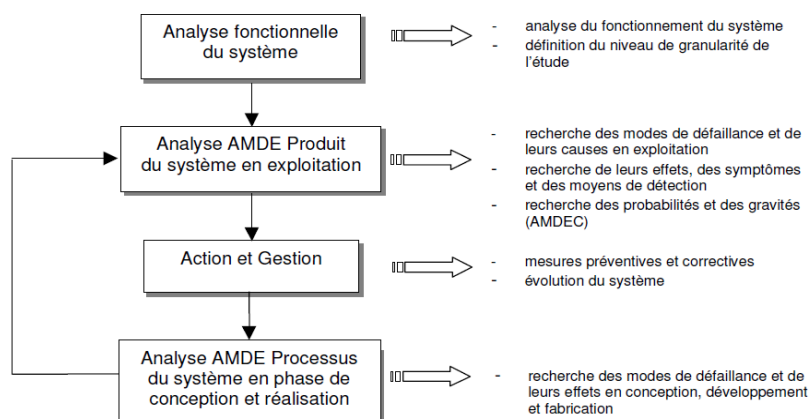 Analyse fonctionnelle
du système
- analyse du fonctionnement du système
- définition du niveau de granularité de
l'étude
Analyse AMDE Produit
du système en exploitation
- recherche des modes de défaillance et de
leurs causes en exploitation
- recherche de leurs effets, des symptômes
et des moyens de détection
- recherche des probabilités et des gravités
(AMDEC)
Action et Gestion
- mesures préventives et correctives
- évolution du système
Analyse AMDE Processus
du système en phase de
conception et réalisation
- recherche des modes de défaillance et de
leurs effets en conception, développement
et fabrication